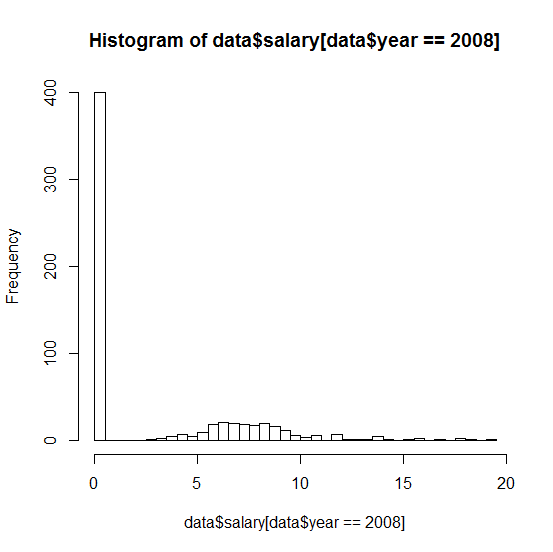 Histogram of data$salary[data$year == 2008]
Frequency
400
300
200
100
0
0 5 10 15 20
data$salary[data$year == 2008]